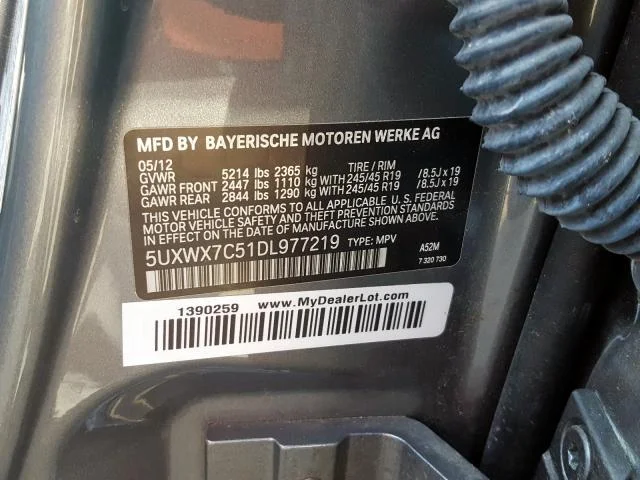 MFD BY BAYERISCHE MOTOREN WERKE AG
05/12 TIRE / RIM
GVWR 5214 lbs 2365 kg
GAWR FRONT 2447 lbs 1110 kg WITH 245/45 R19 / 8.5J x 19
GAWR REAR 2844 lbs 1290 kg WITH 245/45 R19 / 8.5J x 19
THIS VEHICLE CONFORMS TO ALL APPLICABLE U. S. FEDERAL
MOTOR VEHICLE SAFETY AND THEFT PREVENTION STANDARDS
IN EFFECT ON THE DATE OF MANUFACTURE SHOWN ABOVE.
5UXWX7C51DL977219 TYPE: MPV A52M
7 320 730
1390259 www.MyDealerLot.com